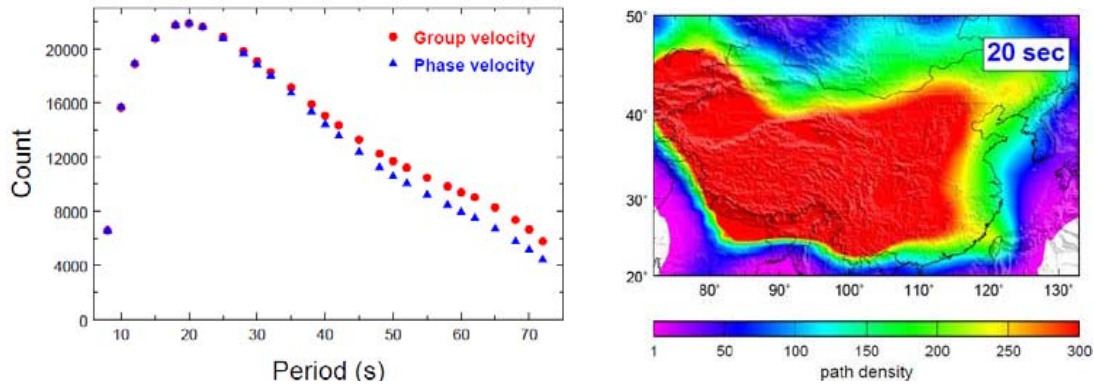 22000
20000
16000
12000
8000
4000
0
10 20 30 40 50 60 70
Count
Period (s)
Group velocity
Phase velocity
50˚
40˚
30˚
20˚
80˚ 90˚ 100˚ 110˚ 120˚ 130˚
20 sec
1 50 100 150 200 250 300
path density